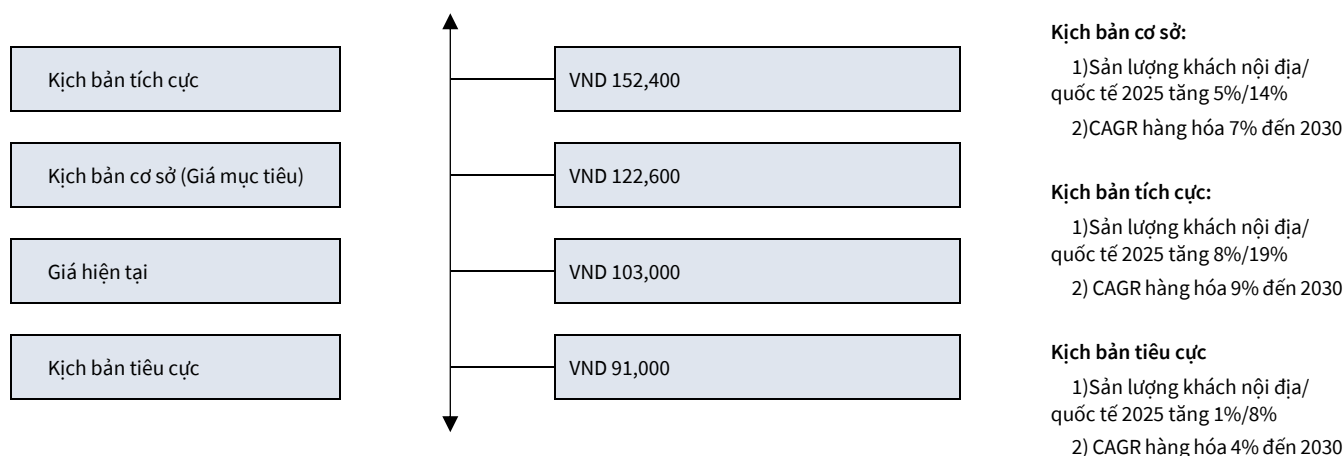 Kịch bản tích cực
VND 152,400
Kịch bản cơ sở (Giá mục tiêu)
VND 122,600
Giá hiện tại
VND 103,000
Kịch bản tiêu cực
VND 91,000
Kịch bản cơ sở:
1)Sản lượng khách nội địa/
quốc tế 2025 tăng 5%/14%
2)CAGR hàng hóa 7% đến 2030
Kịch bản tích cực:
1)Sản lượng khách nội địa/
quốc tế 2025 tăng 8%/19%
2) CAGR hàng hóa 9% đến 2030
Kịch bản tiêu cực
1)Sản lượng khách nội địa/
quốc tế 2025 tăng 1%/8%
2) CAGR hàng hóa 4% đến 2030